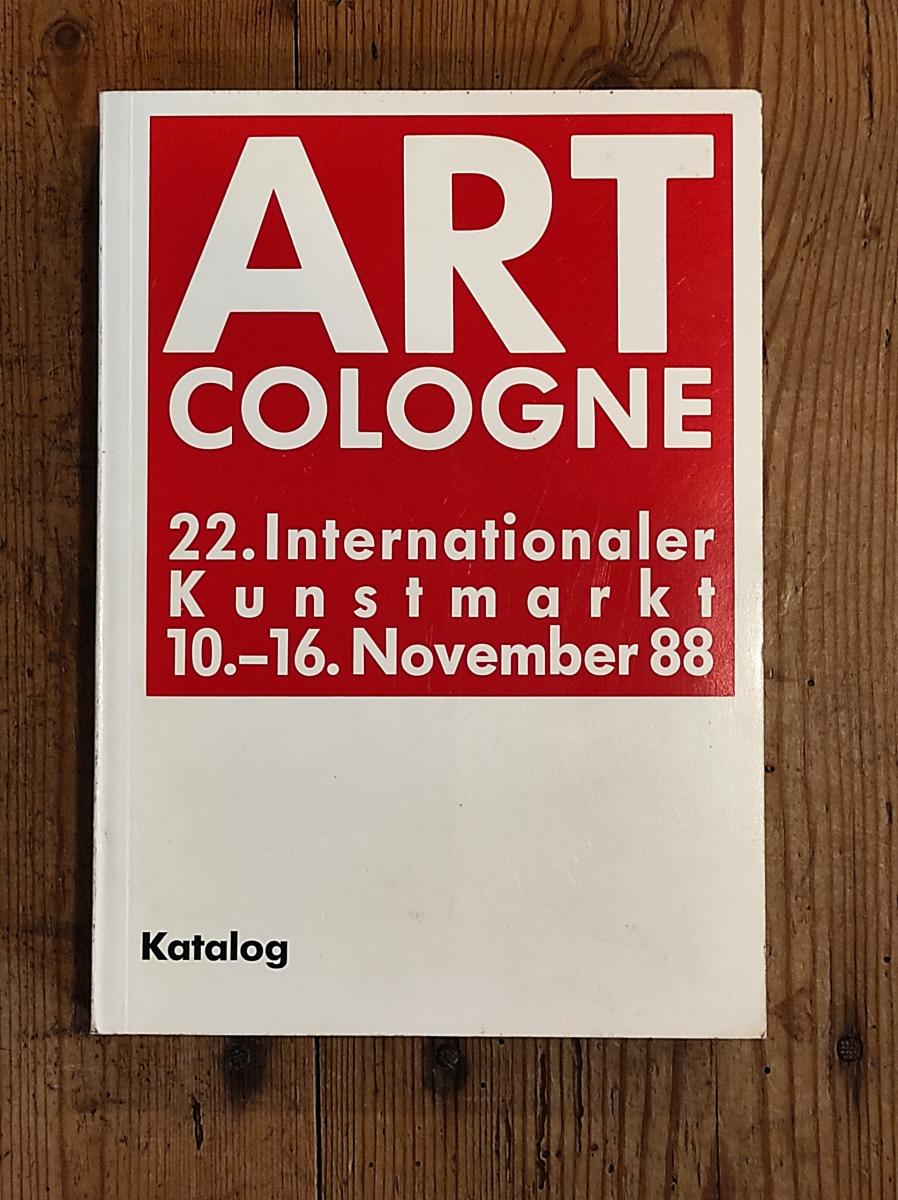 ART
COLOGNE
22. Internationaler
Kunstmarkt
10.–16. November 88
Katalog